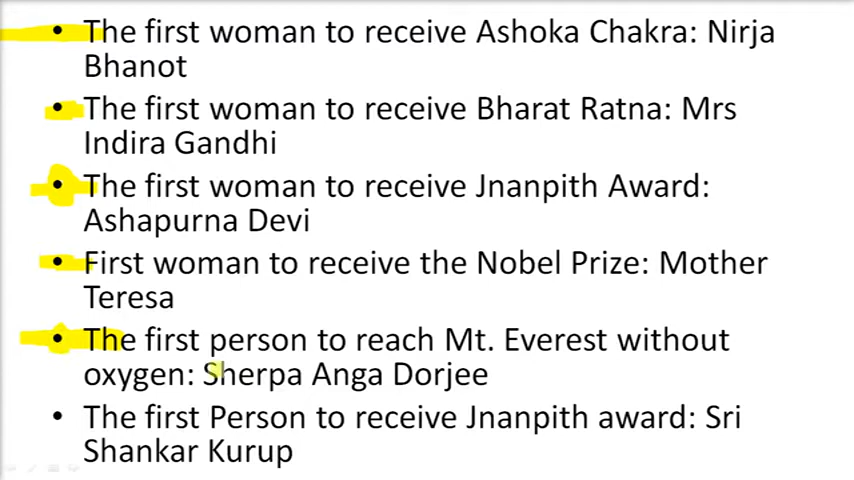 • The first woman to receive Ashoka Chakra: Nirja
Bhanot
• The first woman to receive Bharat Ratna: Mrs
Indira Gandhi
• The first woman to receive Jnanpith Award:
Ashapurna Devi
• First woman to receive the Nobel Prize: Mother
Teresa
• The first person to reach Mt. Everest without
oxygen: Sherpa Anga Dorjee
• The first Person to receive Jnanpith award: Sri
Shankar Kurup